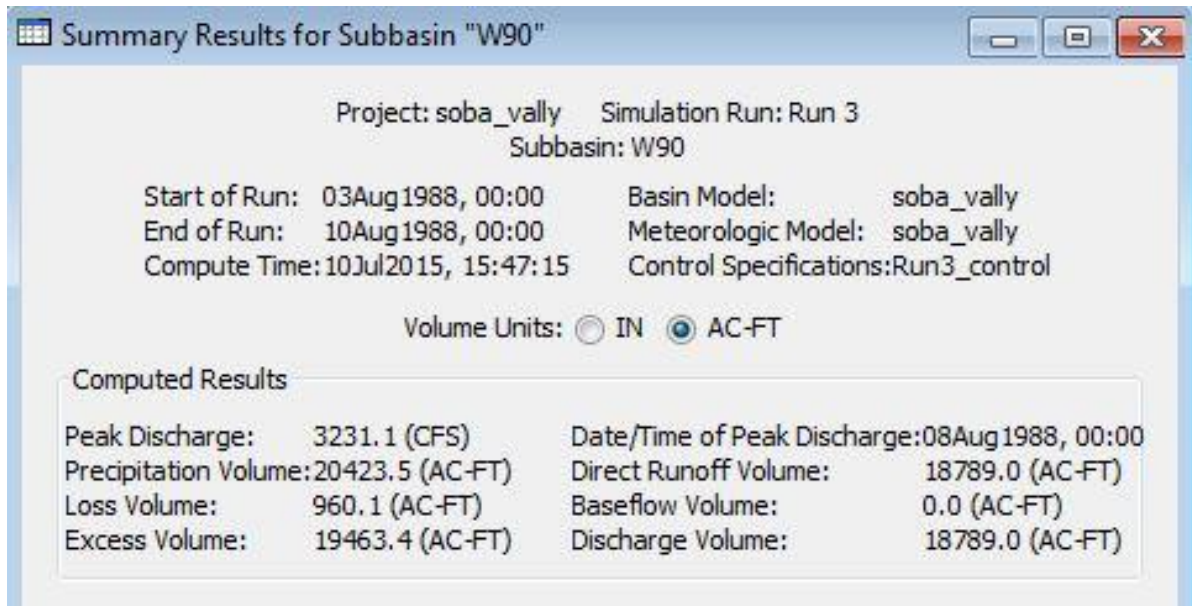 Summary Results for Subbasin "W90"
Project: soba_vally Simulation Run: Run 3
Subbasin: W90
Start of Run: 03Aug1988, 00:00 Basin Model: soba_vally
End of Run: 10Aug1988, 00:00 Meteorologic Model: soba_vally
Compute Time:10Jul2015, 15:47:15 Control Specifications:Run3_control
Volume Units: IN AC-FT
Computed Results
Peak Discharge: 3231.1 (CFS) Date/Time of Peak Discharge:08Aug1988, 00:00
Precipitation Volume:20423.5 (AC-FT) Direct Runoff Volume: 18789.0 (AC-FT)
Loss Volume: 960.1 (AC-FT) Baseflow Volume: 0.0 (AC-FT)
Excess Volume: 19463.4 (AC-FT) Discharge Volume: 18789.0 (AC-FT)